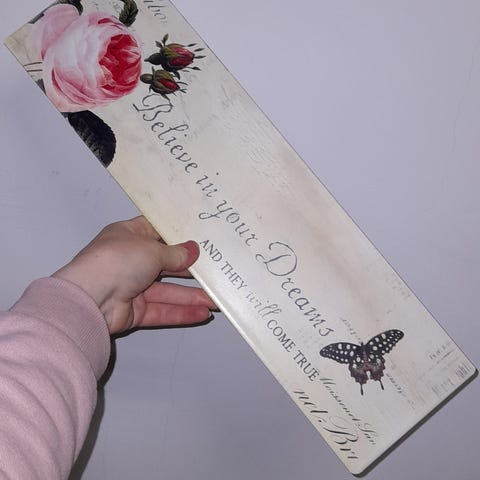 Believe in your Dreams
AND THEY will COME TRUE